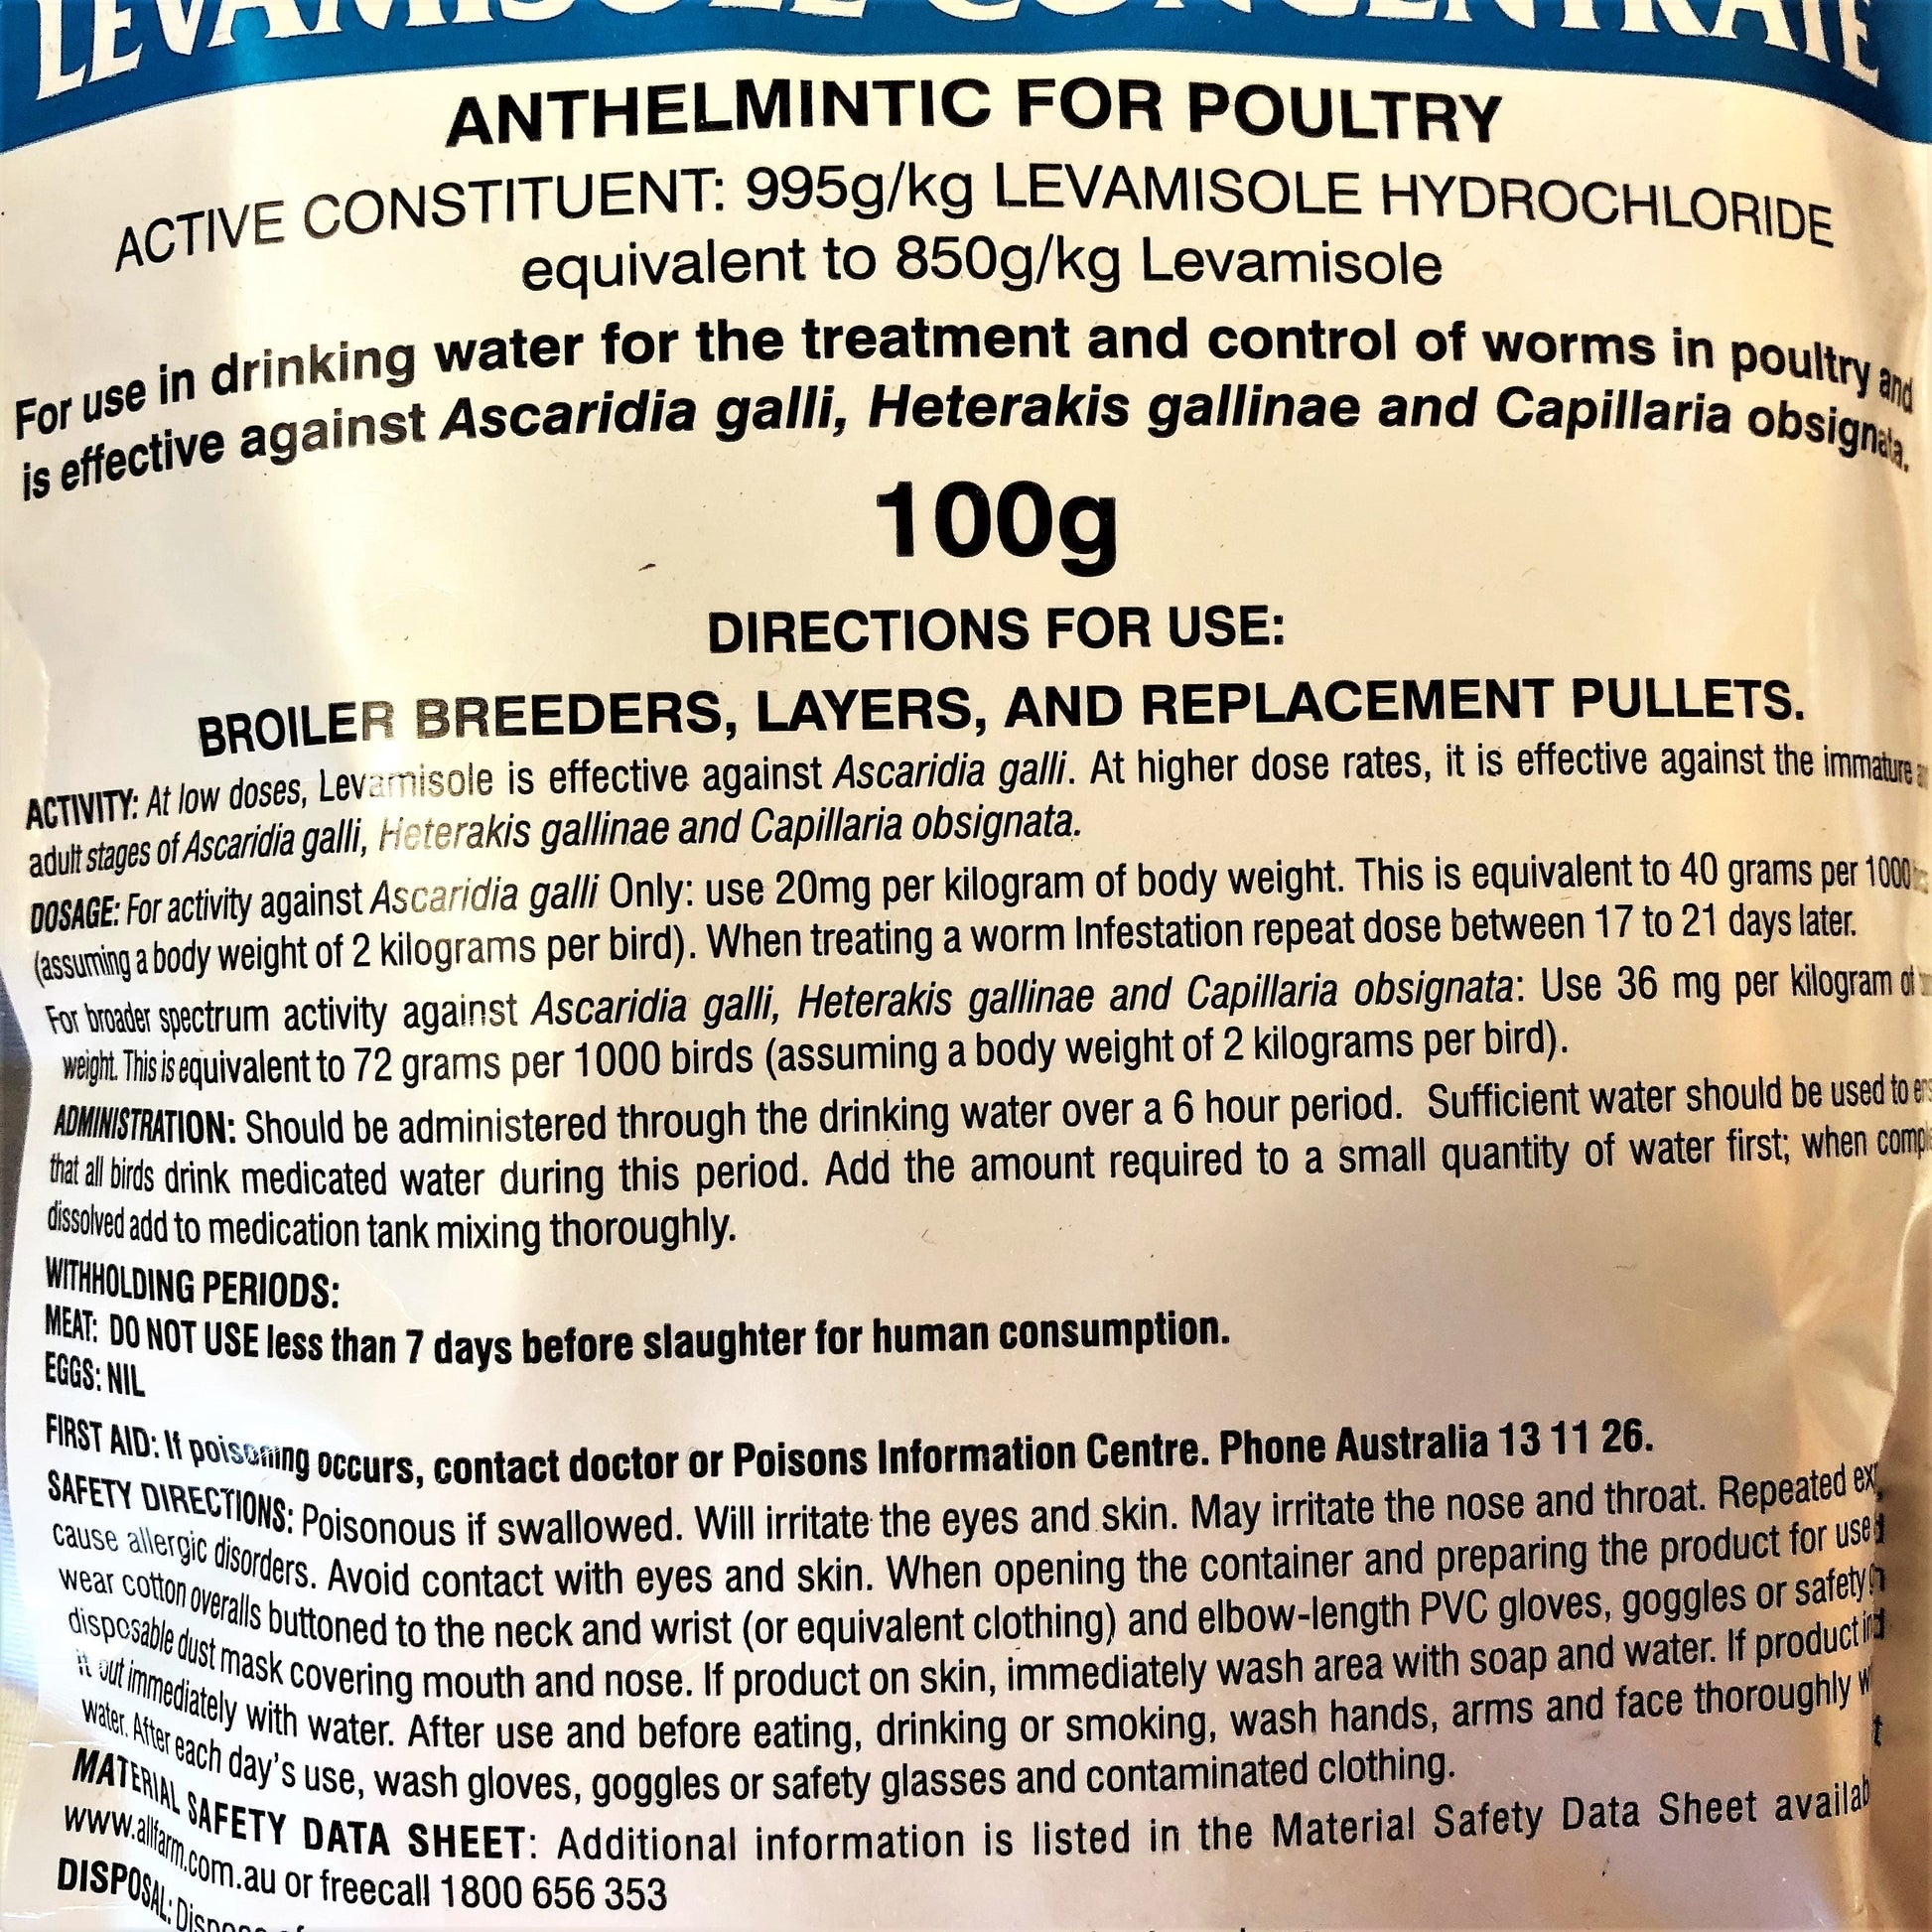 LEVAMISOLE CONCENTRATE
ANTHELMINTIC FOR POULTRY
ACTIVE CONSTITUENT: 995g/kg LEVAMISOLE HYDROCHLORIDE
equivalent to 850g/kg Levamisole
For use in drinking water for the treatment and control of worms in poultry and
is effective against Ascaridia galli, Heterakis gallinae and Capillaria obsignata.
100g
DIRECTIONS FOR USE:
BROILER BREEDERS, LAYERS, AND REPLACEMENT PULLETS.
ACTIVITY: At low doses, Levamisole is effective against Ascaridia galli. At higher dose rates, it is effective against the immature
adult stages of Ascaridia galli, Heterakis gallinae and Capillaria obsignata.
DOSAGE: For activity against Ascaridia galli Only: use 20mg per kilogram of body weight. This is equivalent to 40 grams per 1000
(assuming a body weight of 2 kilograms per bird). When treating a worm Infestation repeat dose between 17 to 21 days later.
For broader spectrum activity against Ascaridia galli, Heterakis gallinae and Capillaria obsignata: Use 36 mg per kilogram of
weight. This is equivalent to 72 grams per 1000 birds (assuming a body weight of 2 kilograms per bird).
ADMINISTRATION: Should be administered through the drinking water over a 6 hour period. Sufficient water should be used to
that all birds drink medicated water during this period. Add the amount required to a small quantity of water first; when
dissolved add to medication tank mixing thoroughly.
WITHHOLDING PERIODS:
MEAT: DO NOT USE less than 7 days before slaughter for human consumption.
EGGS: NIL
FIRST AID: If poisoning occurs, contact doctor or Poisons Information Centre. Phone Australia 13 11 26.
SAFETY DIRECTIONS: Poisonous if swallowed. Will irritate the eyes and skin. May irritate the nose and throat. Repeated
cause allergic disorders. Avoid contact with eyes and skin. When opening the container and preparing the product for use
wear cotton overalls buttoned to the neck and wrist (or equivalent clothing) and elbow-length PVC gloves, goggles or safety
disposable dust mask covering mouth and nose. If product on skin, immediately wash area with soap and water. If product
it out immediately with water. After use and before eating, drinking or smoking, wash hands, arms and face thoroughly
water. After each day's use, wash gloves, goggles or safety glasses and contaminated clothing.
MATERIAL SAFETY DATA SHEET: Additional information is listed in the Material Safety Data Sheet
www.allfarm.com.au or freecall 1800 656 353
DISPOSAL: